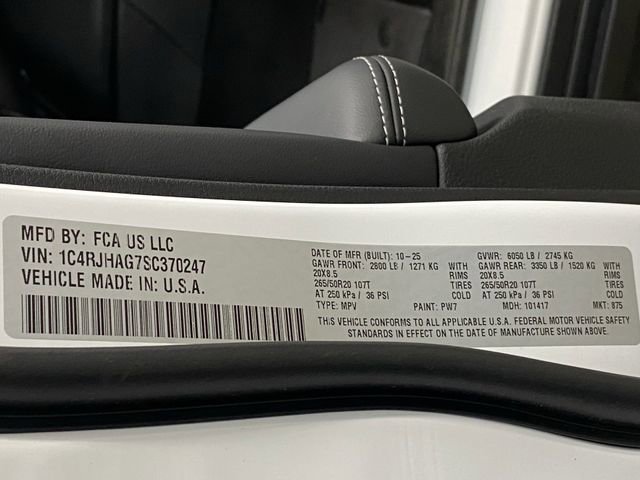 MFD BY: FCA US LLC
VIN: 1C4RJHAG7SC370247
VEHICLE MADE IN: U.S.A.
DATE OF MFR (BUILT): 10-25 GVWR: 6050 LB / 2745 KG
GAWR FRONT: 2800 LB / 1271 KG WITH GAWR REAR: 3350 LB / 1520 KG WITH
20X8.5 RIMS 20X8.5 RIMS
265/50R20 107T TIRES 265/50R20 107T TIRES
AT 250 kPa / 36 PSI COLD AT 250 kPa / 36 PSI COLD
TYPE: MPV PAINT: PW7 MDH: 101417 MKT: 875
THIS VEHICLE CONFORMS TO ALL APPLICABLE U.S.A. FEDERAL MOTOR VEHICLE SAFETY
STANDARDS IN EFFECT ON THE DATE OF MANUFACTURE SHOWN ABOVE.